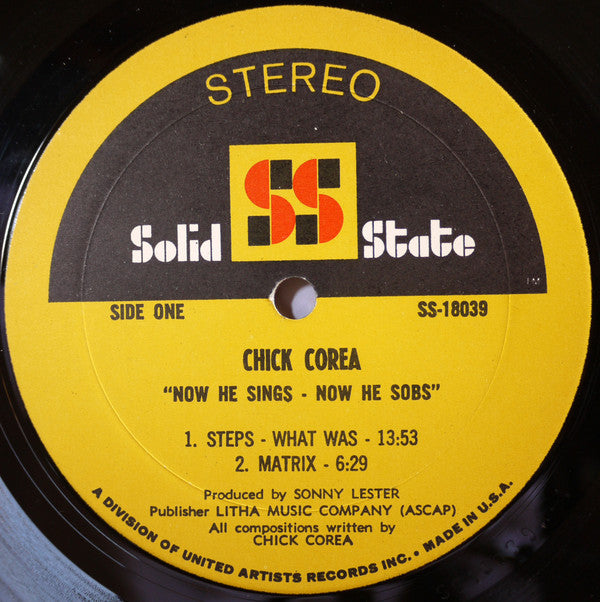 STEREO
SS
Solid State
SIDE ONE SS-18039
CHICK COREA
"NOW HE SINGS - NOW HE SOBS"
1. STEPS - WHAT WAS - 13:53
2. MATRIX - 6:29
Produced by SONNY LESTER
Publisher LITHA MUSIC COMPANY (ASCAP)
All compositions written by
CHICK COREA
A DIVISION OF UNITED ARTISTS RECORDS INC. • MADE IN U.S.A.